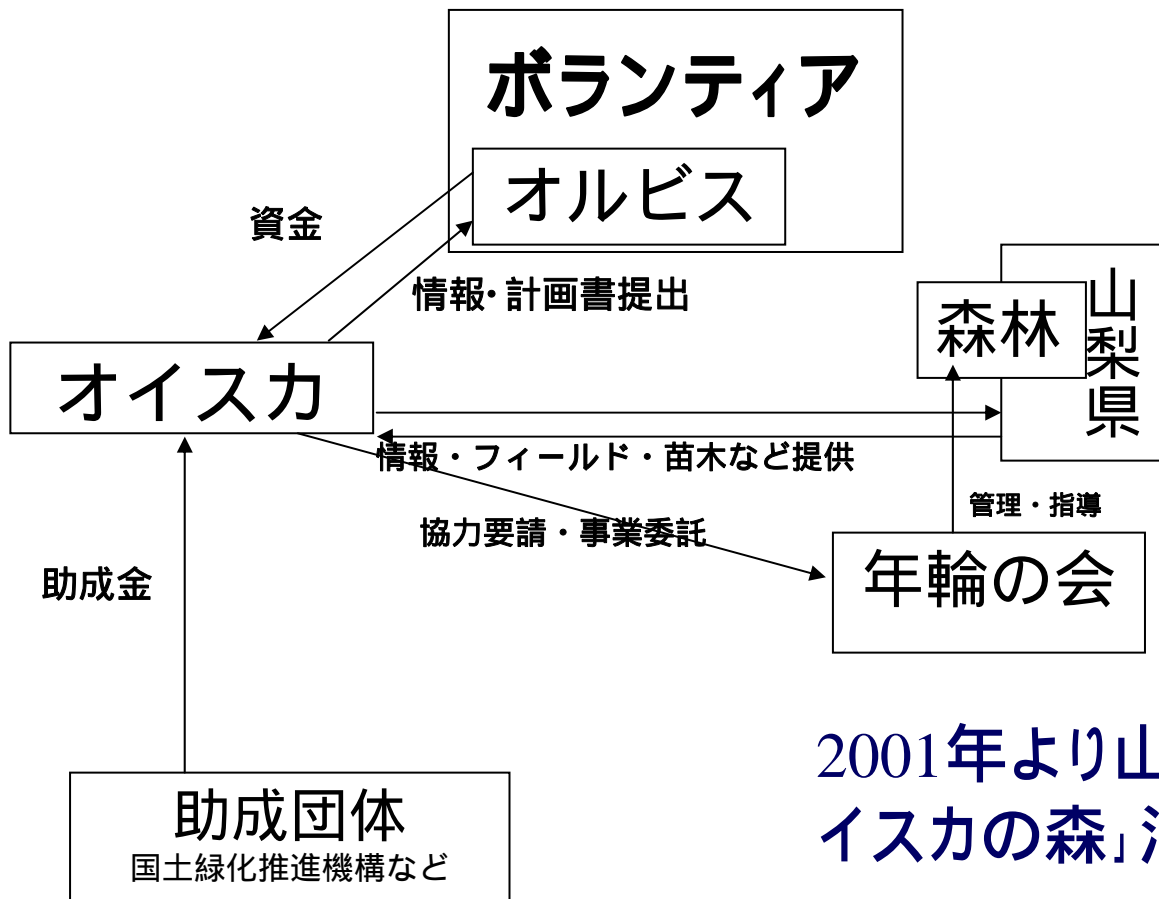 ボランティア
オルビス
資金
情報・計画書提出
森林
山梨県
オイスカ
情報・フィールド・苗木など提供
管理・指導
協力要請・事業委託
年輪の会
助成金
2001年より山
イスカの森」
助成団体
国土緑化推進機構など